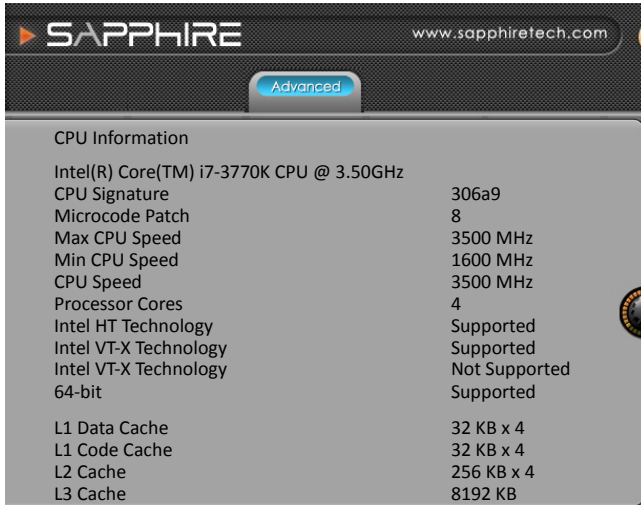 SAPPHIRE
www.sapphiretech.com
Advanced
CPU Information
Intel(R) Core(TM) i7-3770K CPU @ 3.50GHz
CPU Signature 306a9
Microcode Patch 8
Max CPU Speed 3500 MHz
Min CPU Speed 1600 MHz
CPU Speed 3500 MHz
Processor Cores 4
Intel HT Technology Supported
Intel VT-X Technology Supported
Intel VT-X Technology Not Supported
64-bit Supported
L1 Data Cache 32 KB x 4
L1 Code Cache 32 KB x 4
L2 Cache 256 KB x 4
L3 Cache 8192 KB